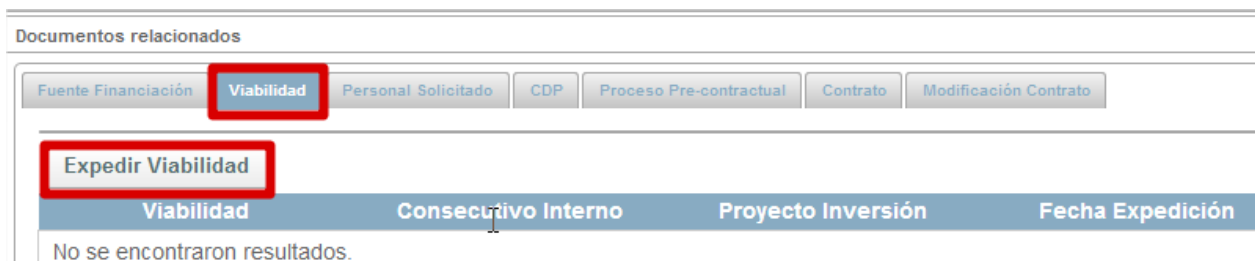 Documentos relacionados
Fuente Financiación Viabilidad Personal Solicitado CDP Proceso Pre-contractual Contrato Modificación Contrato
Expedir Viabilidad
Viabilidad Consecutivo Interno Proyecto Inversión Fecha Expedición
No se encontraron resultados.